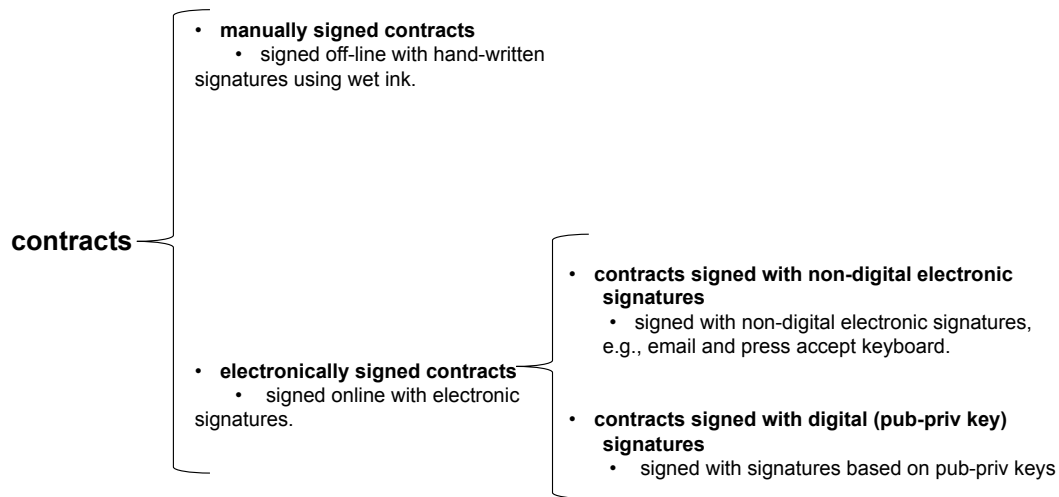 • manually signed contracts
• signed off-line with hand-written
signatures using wet ink.
contracts
• electronically signed contracts
• signed online with electronic
signatures.
• contracts signed with non-digital electronic
signatures
• signed with non-digital electronic signatures,
e.g., email and press accept keyboard.
• contracts signed with digital (pub-priv key)
signatures
• signed with signatures based on pub-priv keys